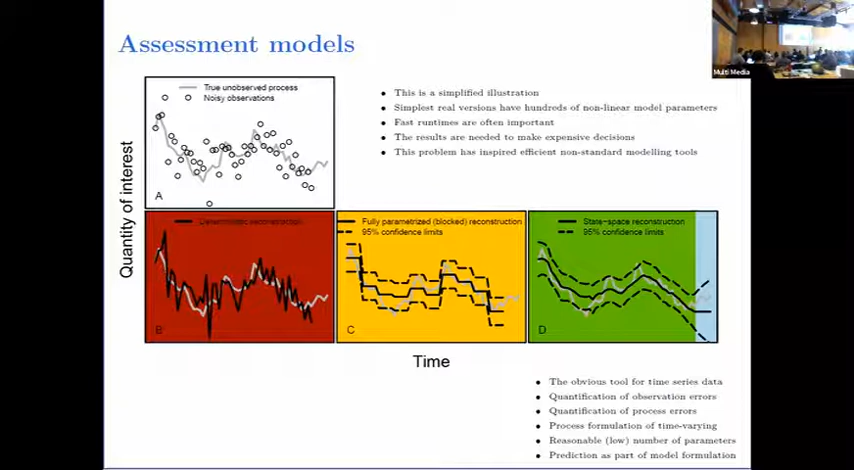 Assessment models
Multi Media
True unobserved process
Noisy observations
A
This is a simplified illustration
Simplest real versions have hundreds of non-linear model parameters
Fast runtimes are often important
The results are needed to make expensive decisions
This problem has inspired efficient non-standard modelling tools
Quantity of interest
Deterministic reconstruction
B
Fully parametrized (blocked) reconstruction
95% confidence limits
C
State-space reconstruction
95% confidence limits
D
Time
The obvious tool for time series data
Quantification of observation errors
Quantification of process errors
Process formulation of time-varying
Reasonable (low) number of parameters
Prediction as part of model formulation